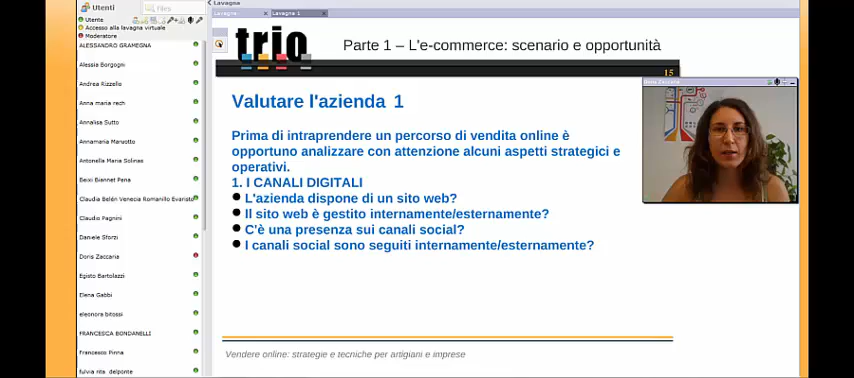 Lavagne
Utenti
Files
Lavagna
Lavagna 1
Utente
Accesso alla lavagna virtuale
Moderatore
ALESSANDRO GRAMEGNA
Alessia Borgogni
Andrea Rizzello
Anna maria rech
Annalisa Sutto
Annamaria Maruotto
Antonella Maria Solinas
Beixi Biannet Pena
Claudia Belén Venecia Romanillo Evaristo
Claudio Pagnini
Daniele Sforzi
Doris Zaccaria
Egisto Bartolazzi
Elena Gabbi
eleonora bitossi
FRANCESCA BONDANELLI
Francesco Pinna
fulvia rita delponte
trio
Parte 1 – L'e-commerce: scenario e opportunità
15
Doris Zaccaria
Valutare l'azienda 1
Prima di intraprendere un percorso di vendita online è
opportuno analizzare con attenzione alcuni aspetti strategici e
operativi.
1. I CANALI DIGITALI
● L'azienda dispone di un sito web?
● Il sito web è gestito internamente/esternamente?
● C'è una presenza sui canali social?
● I canali social sono seguiti internamente/esternamente?
Vendere online: strategie e tecniche per artigiani e imprese